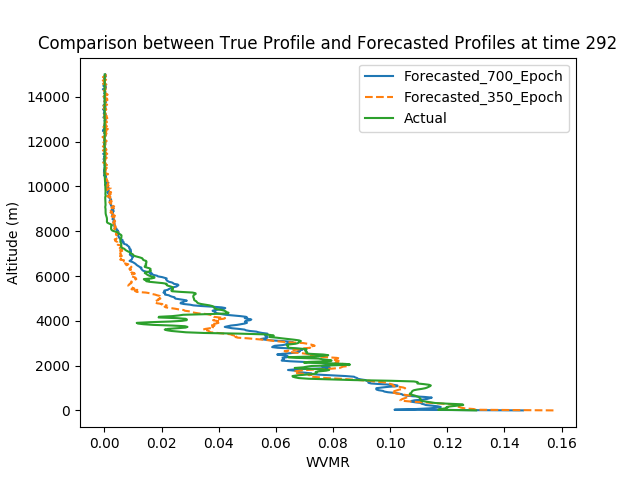 Comparison between True Profile and Forecasted Profiles at time 292
Forecasted_700_Epoch
Forecasted_350_Epoch
Actual
Altitude (m)
14000
12000
10000
8000
6000
4000
2000
0
0.00 0.02 0.04 0.06 0.08 0.10 0.12 0.14 0.16
WVMR